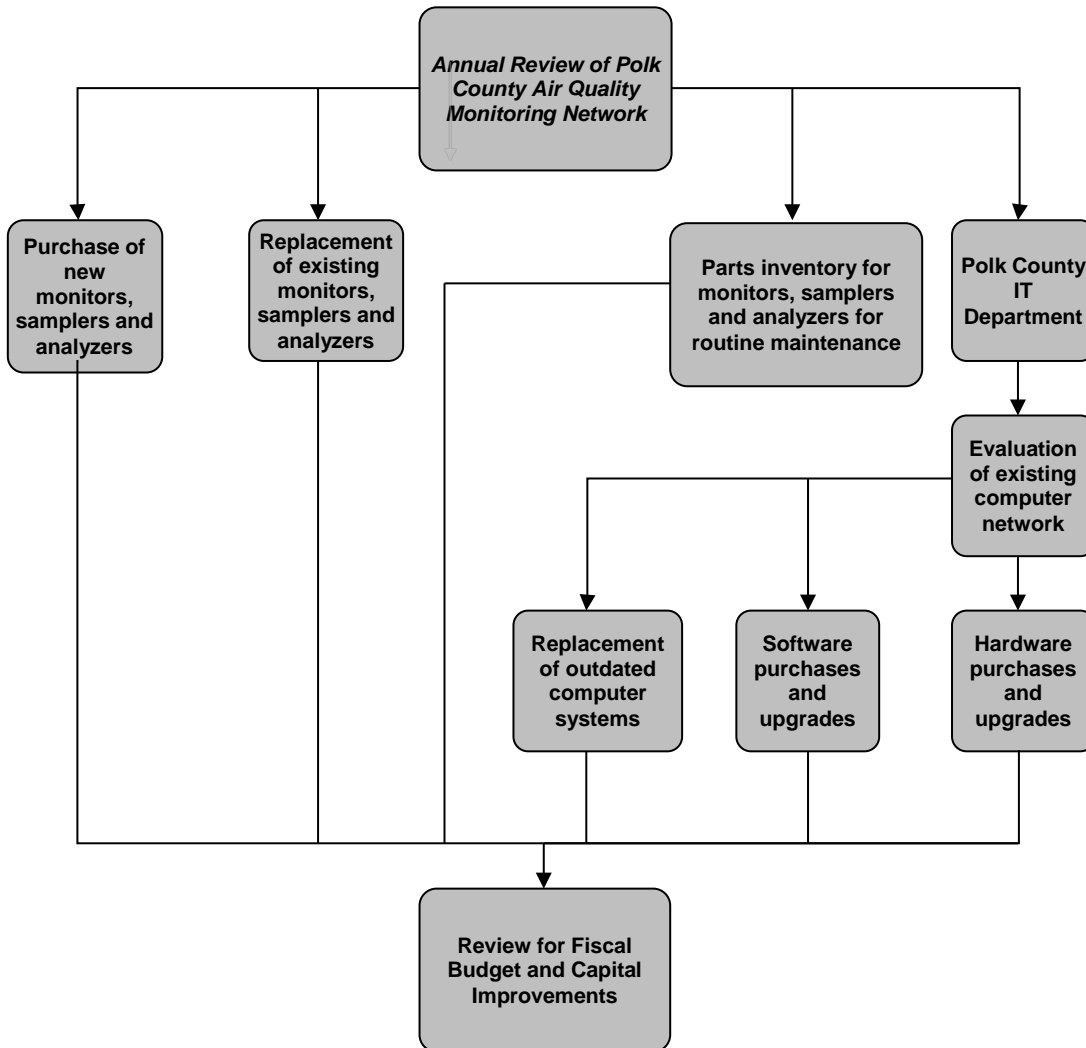 Annual Review of Polk
County Air Quality
Monitoring Network
Purchase of
new
monitors,
samplers and
analyzers
Replacement
of existing
monitors,
samplers and
analyzers
Parts inventory for
monitors, samplers
and analyzers for
routine maintenance
Polk County
IT
Department
Evaluation
of existing
computer
network
Replacement
of outdated
computer
systems
Software
purchases
and
upgrades
Hardware
purchases
and
upgrades
Review for Fiscal
Budget and Capital
Improvements